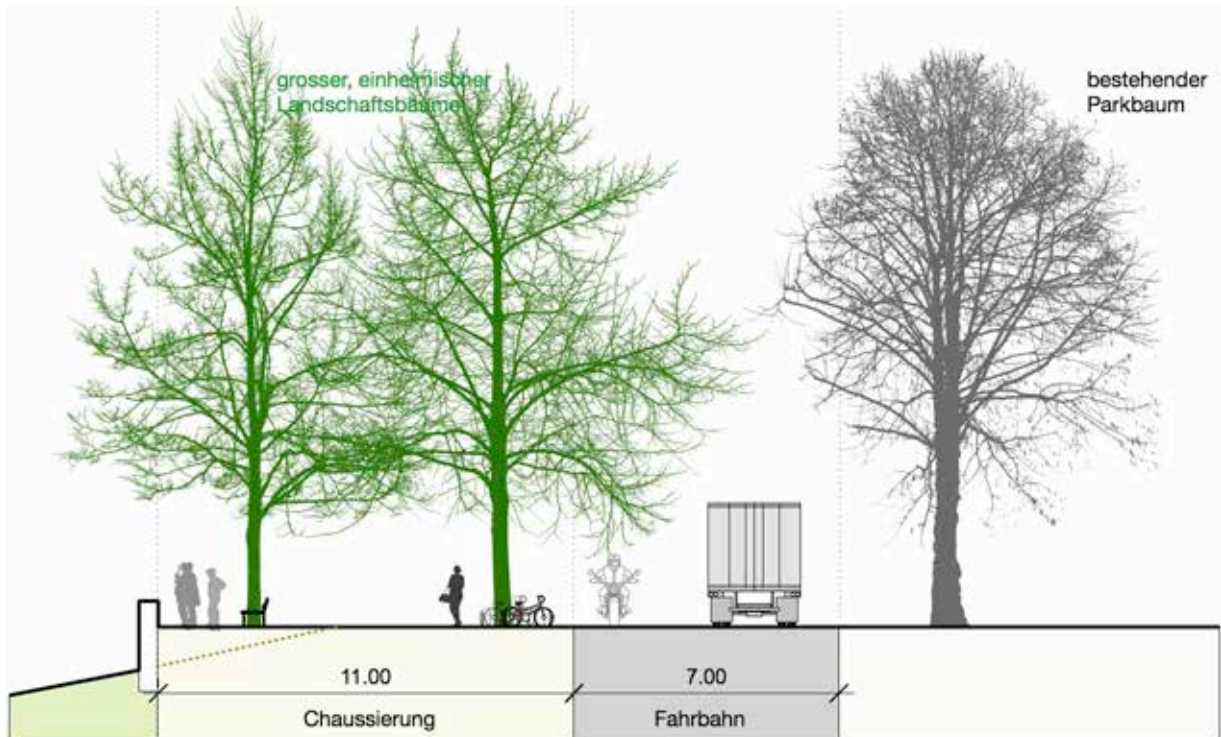 grosser, einheimischer
Landschaftsbäume
bestehender
Parkbaum
11.00
7.00
Chaussierung
Fahrbahn